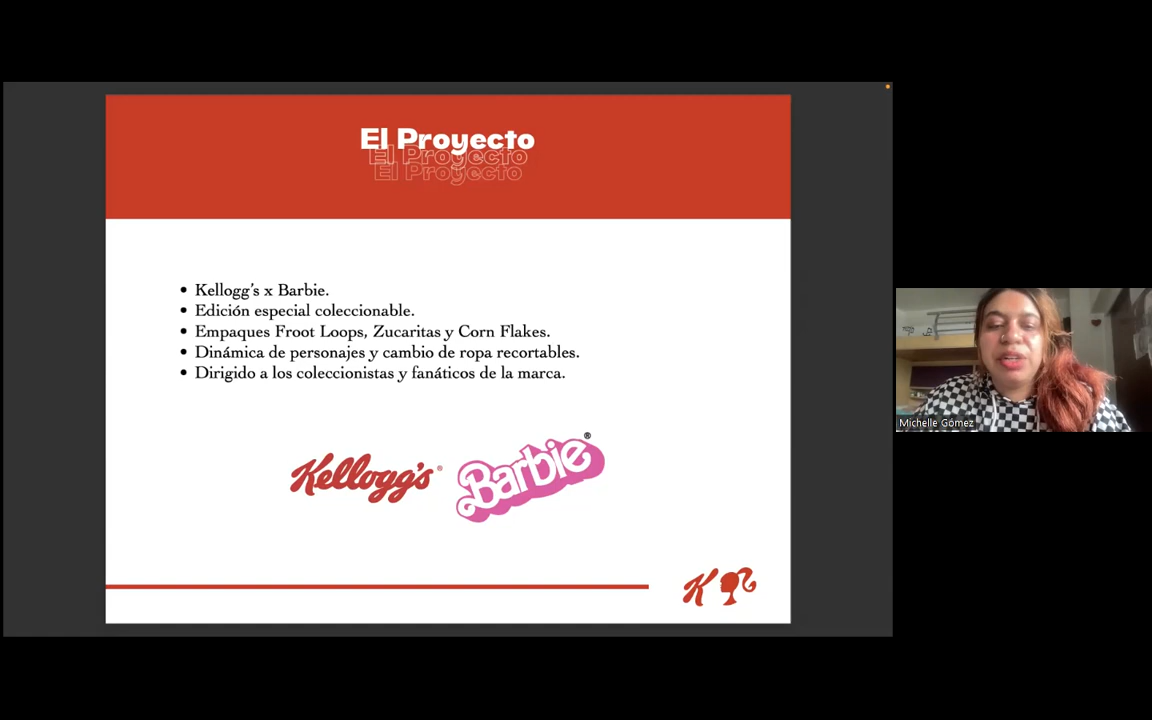 El Proyecto
El Proyecto
El Proyecto
• Kellogg's x Barbie.
• Edición especial coleccionable.
• Empaques Froot Loops, Zucaritas y Corn Flakes.
• Dinámica de personajes y cambio de ropa recortables.
• Dirigido a los coleccionistas y fanáticos de la marca.
Kellogg's® Barbie®
K
Michelle Gómez